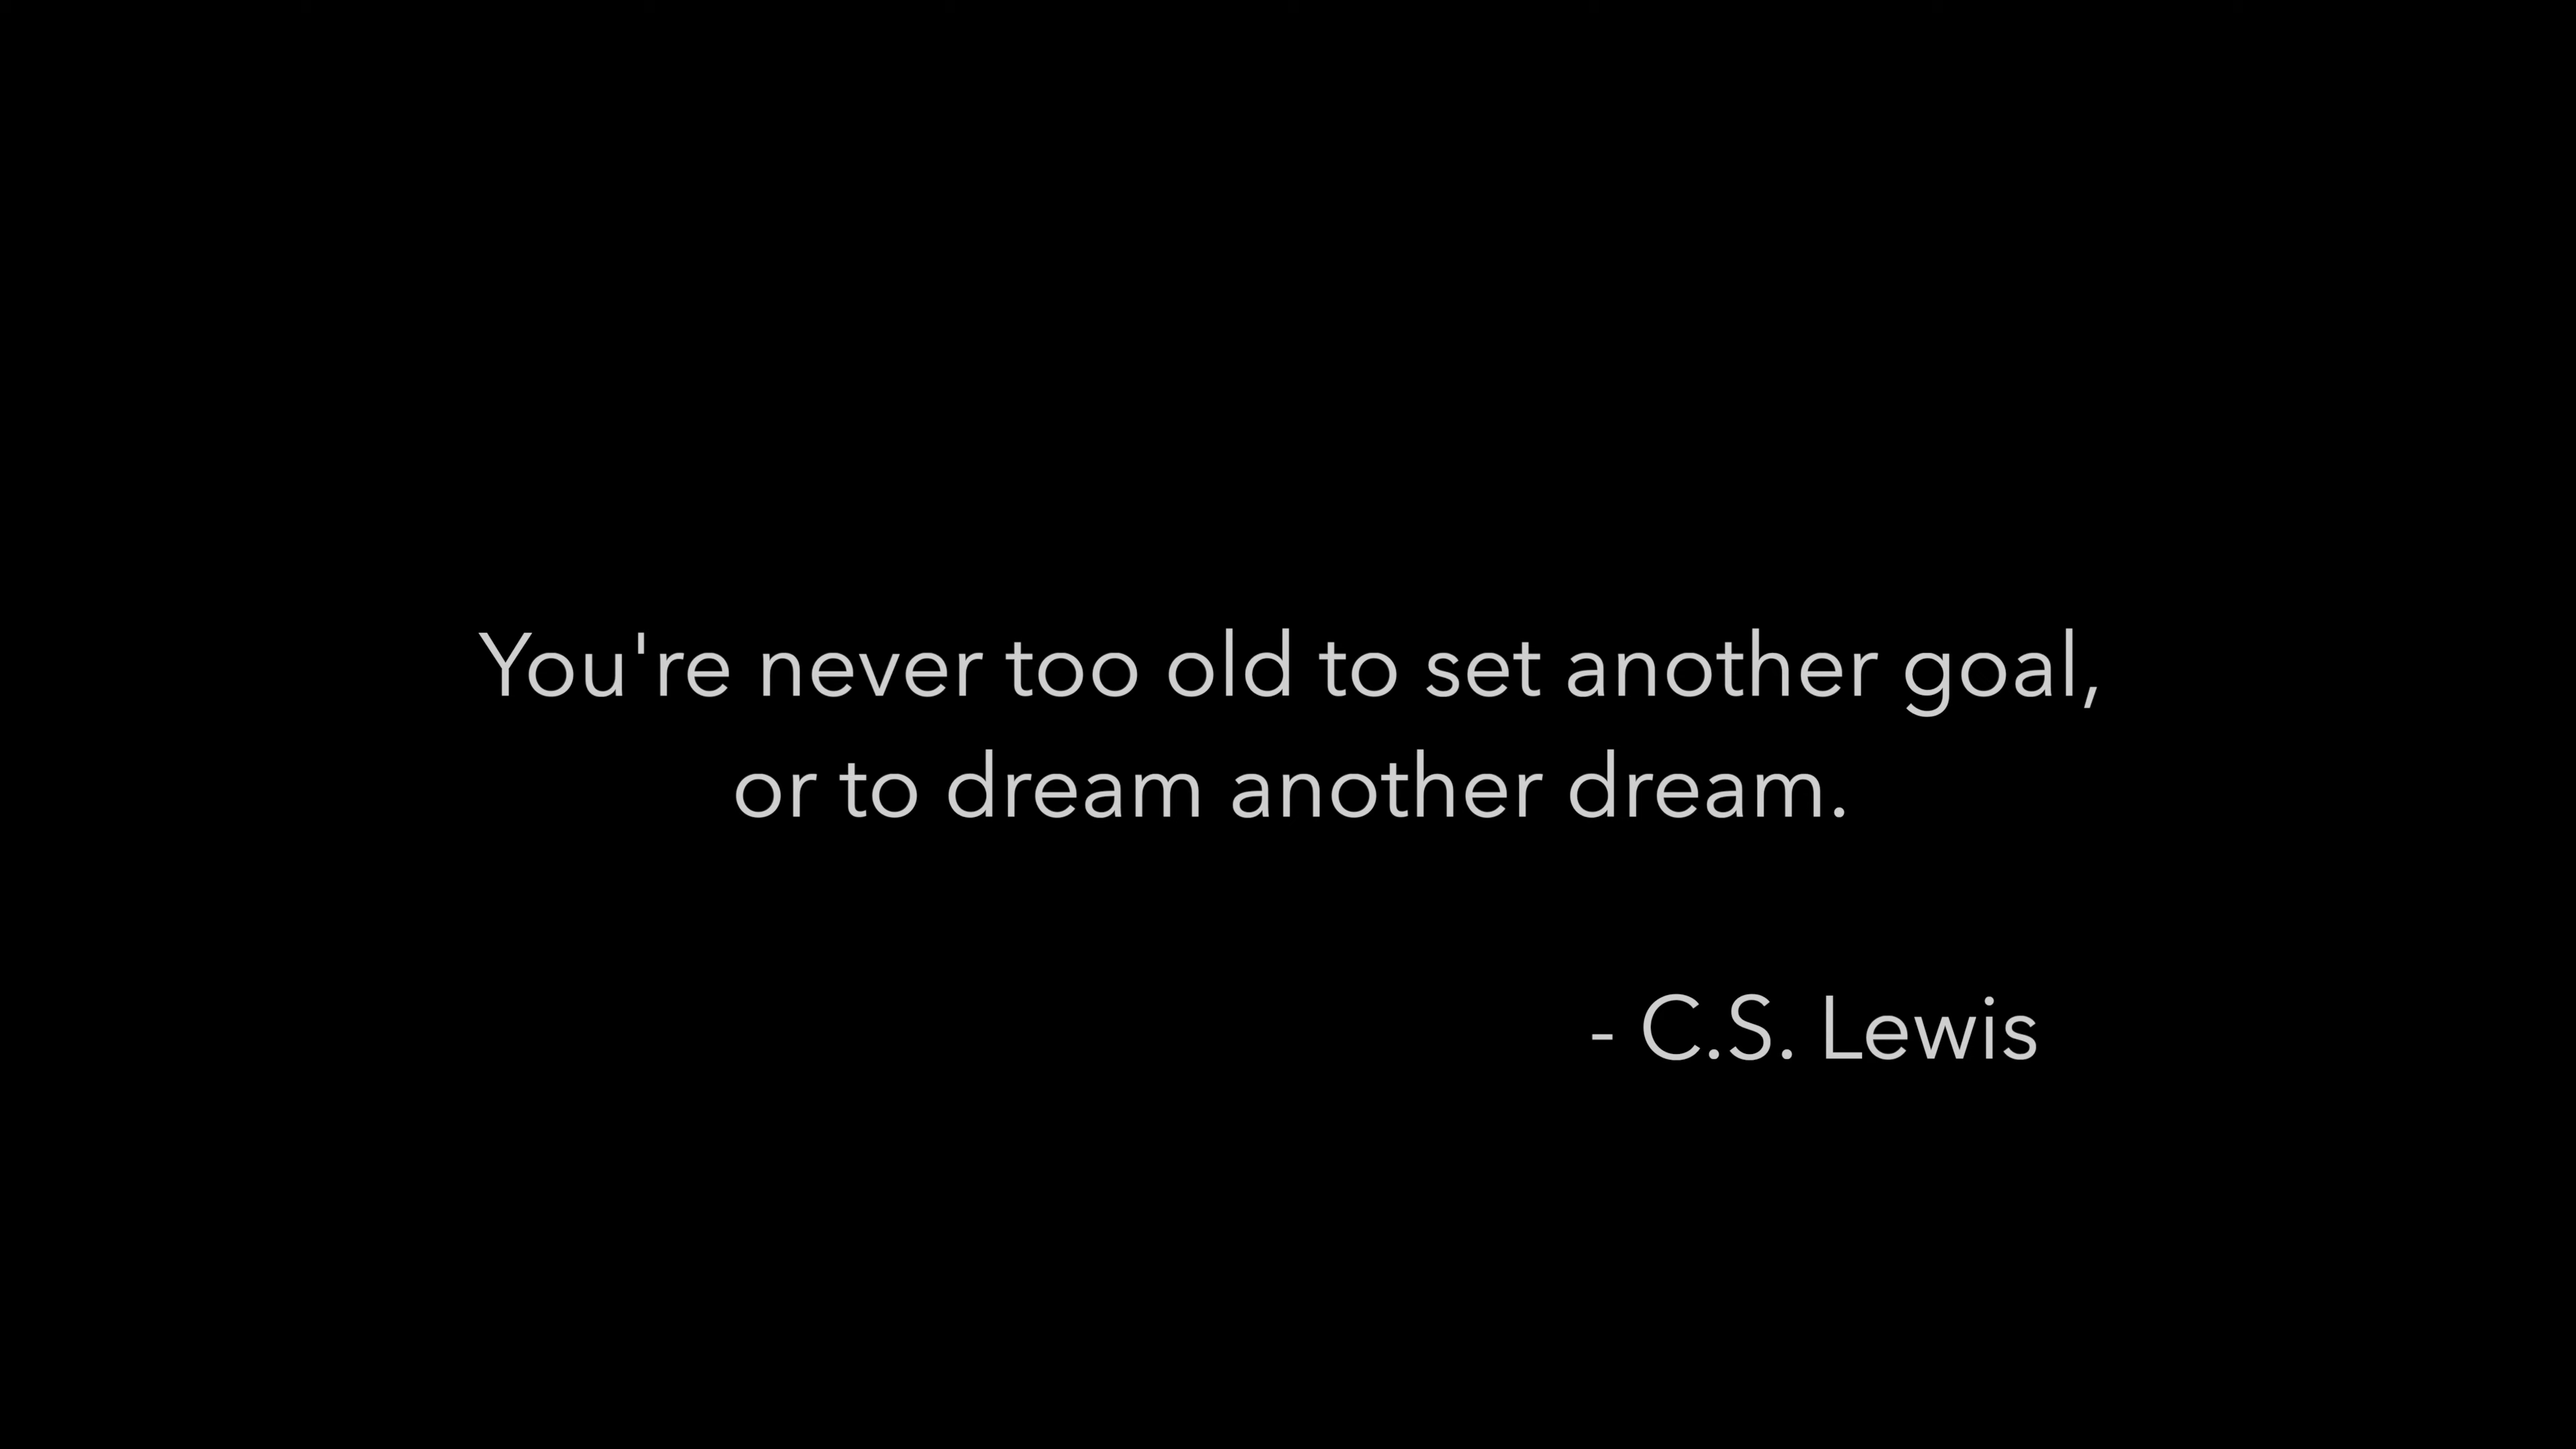 You're never too old to set another goal,
or to dream another dream.
- C.S. Lewis